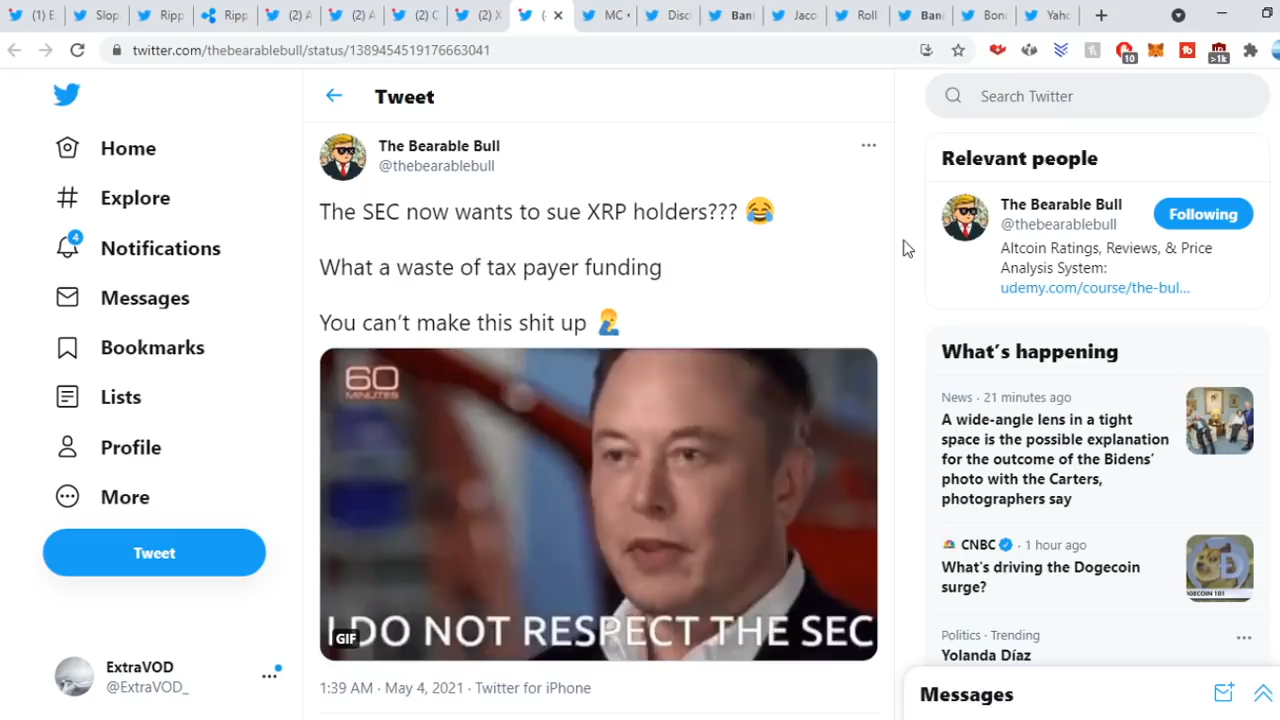 (1) E
Slop
Ripp
Ripp
(2) A
(2) A
(2) C
(2) X
(
MC •
Disc
Ban
Jaco
Roll
Ban
Bon
Yaho
twitter.com/thebearablebull/status/1389454519176663041
10
>1k
Home
Explore
4
Notifications
Messages
Bookmarks
Lists
Profile
More
Tweet
ExtraVOD
@ExtraVOD_
Tweet
The Bearable Bull
@thebearablebull
The SEC now wants to sue XRP holders???
What a waste of tax payer funding
You can’t make this shit up
60
MINUTES
I DO NOT RESPECT THE SEC
GIF
1:39 AM · May 4, 2021 · Twitter for iPhone
Search Twitter
Relevant people
The Bearable Bull
@thebearablebull
Following
Altcoin Ratings, Reviews, & Price
Analysis System:
udemy.com/course/the-bul...
What’s happening
News · 21 minutes ago
A wide-angle lens in a tight
space is the possible explanation
for the outcome of the Bidens’
photo with the Carters,
photographers say
CNBC · 1 hour ago
What's driving the Dogecoin
surge?
GECOIN 101
Politics · Trending
Yolanda Díaz
Messages